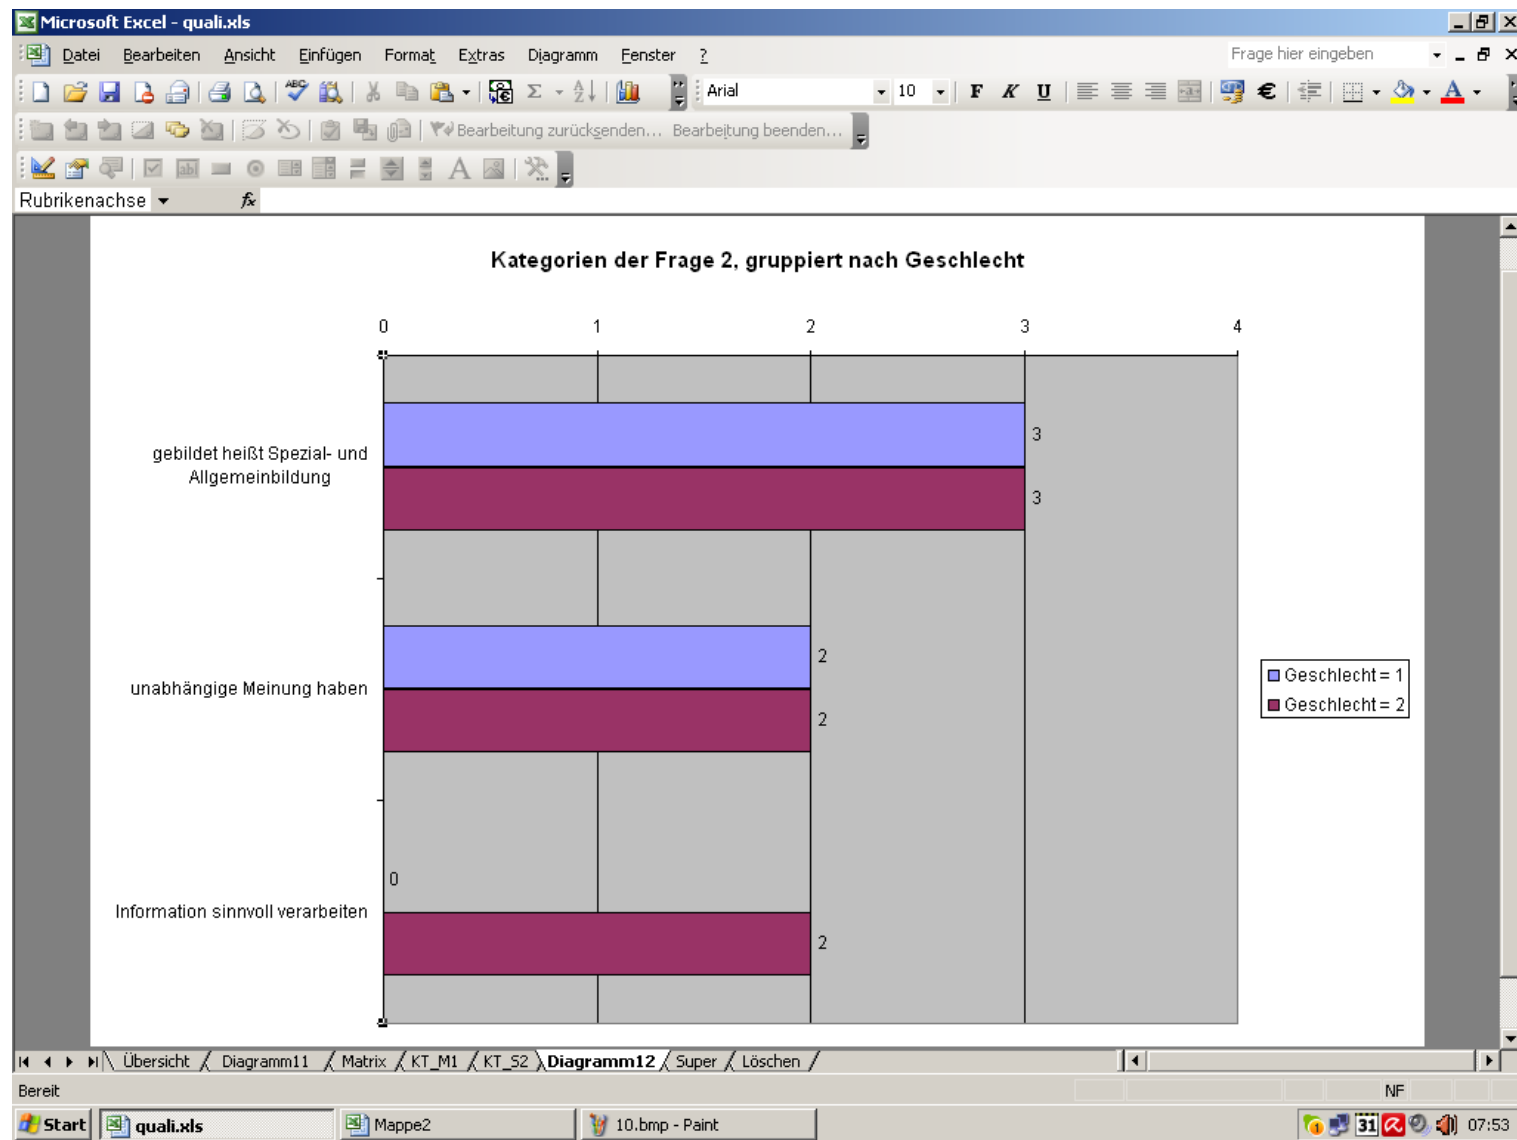 Microsoft Excel - quali.xls
Datei Bearbeiten Ansicht Einfügen Format Extras Diagramm Fenster ?
Frage hier eingeben
Arial 10 F K U
Bearbeitung zurücksenden... Bearbeitung beenden...
Rubrikenachse fx
Kategorien der Frage 2, gruppiert nach Geschlecht
0 1 2 3 4
gebildet heißt Spezial- und
Allgemeinbildung
3
3
unabhängige Meinung haben
2
2
Information sinnvoll verarbeiten
0
2
Geschlecht = 1
Geschlecht = 2
Übersicht / Diagramm11 / Matrix / KT_M1 / KT_S2 \ Diagramm12 / Super / Löschen /
Bereit
NF
Start quali.xls Mappe2 10.bmp - Paint 1 31 07:53